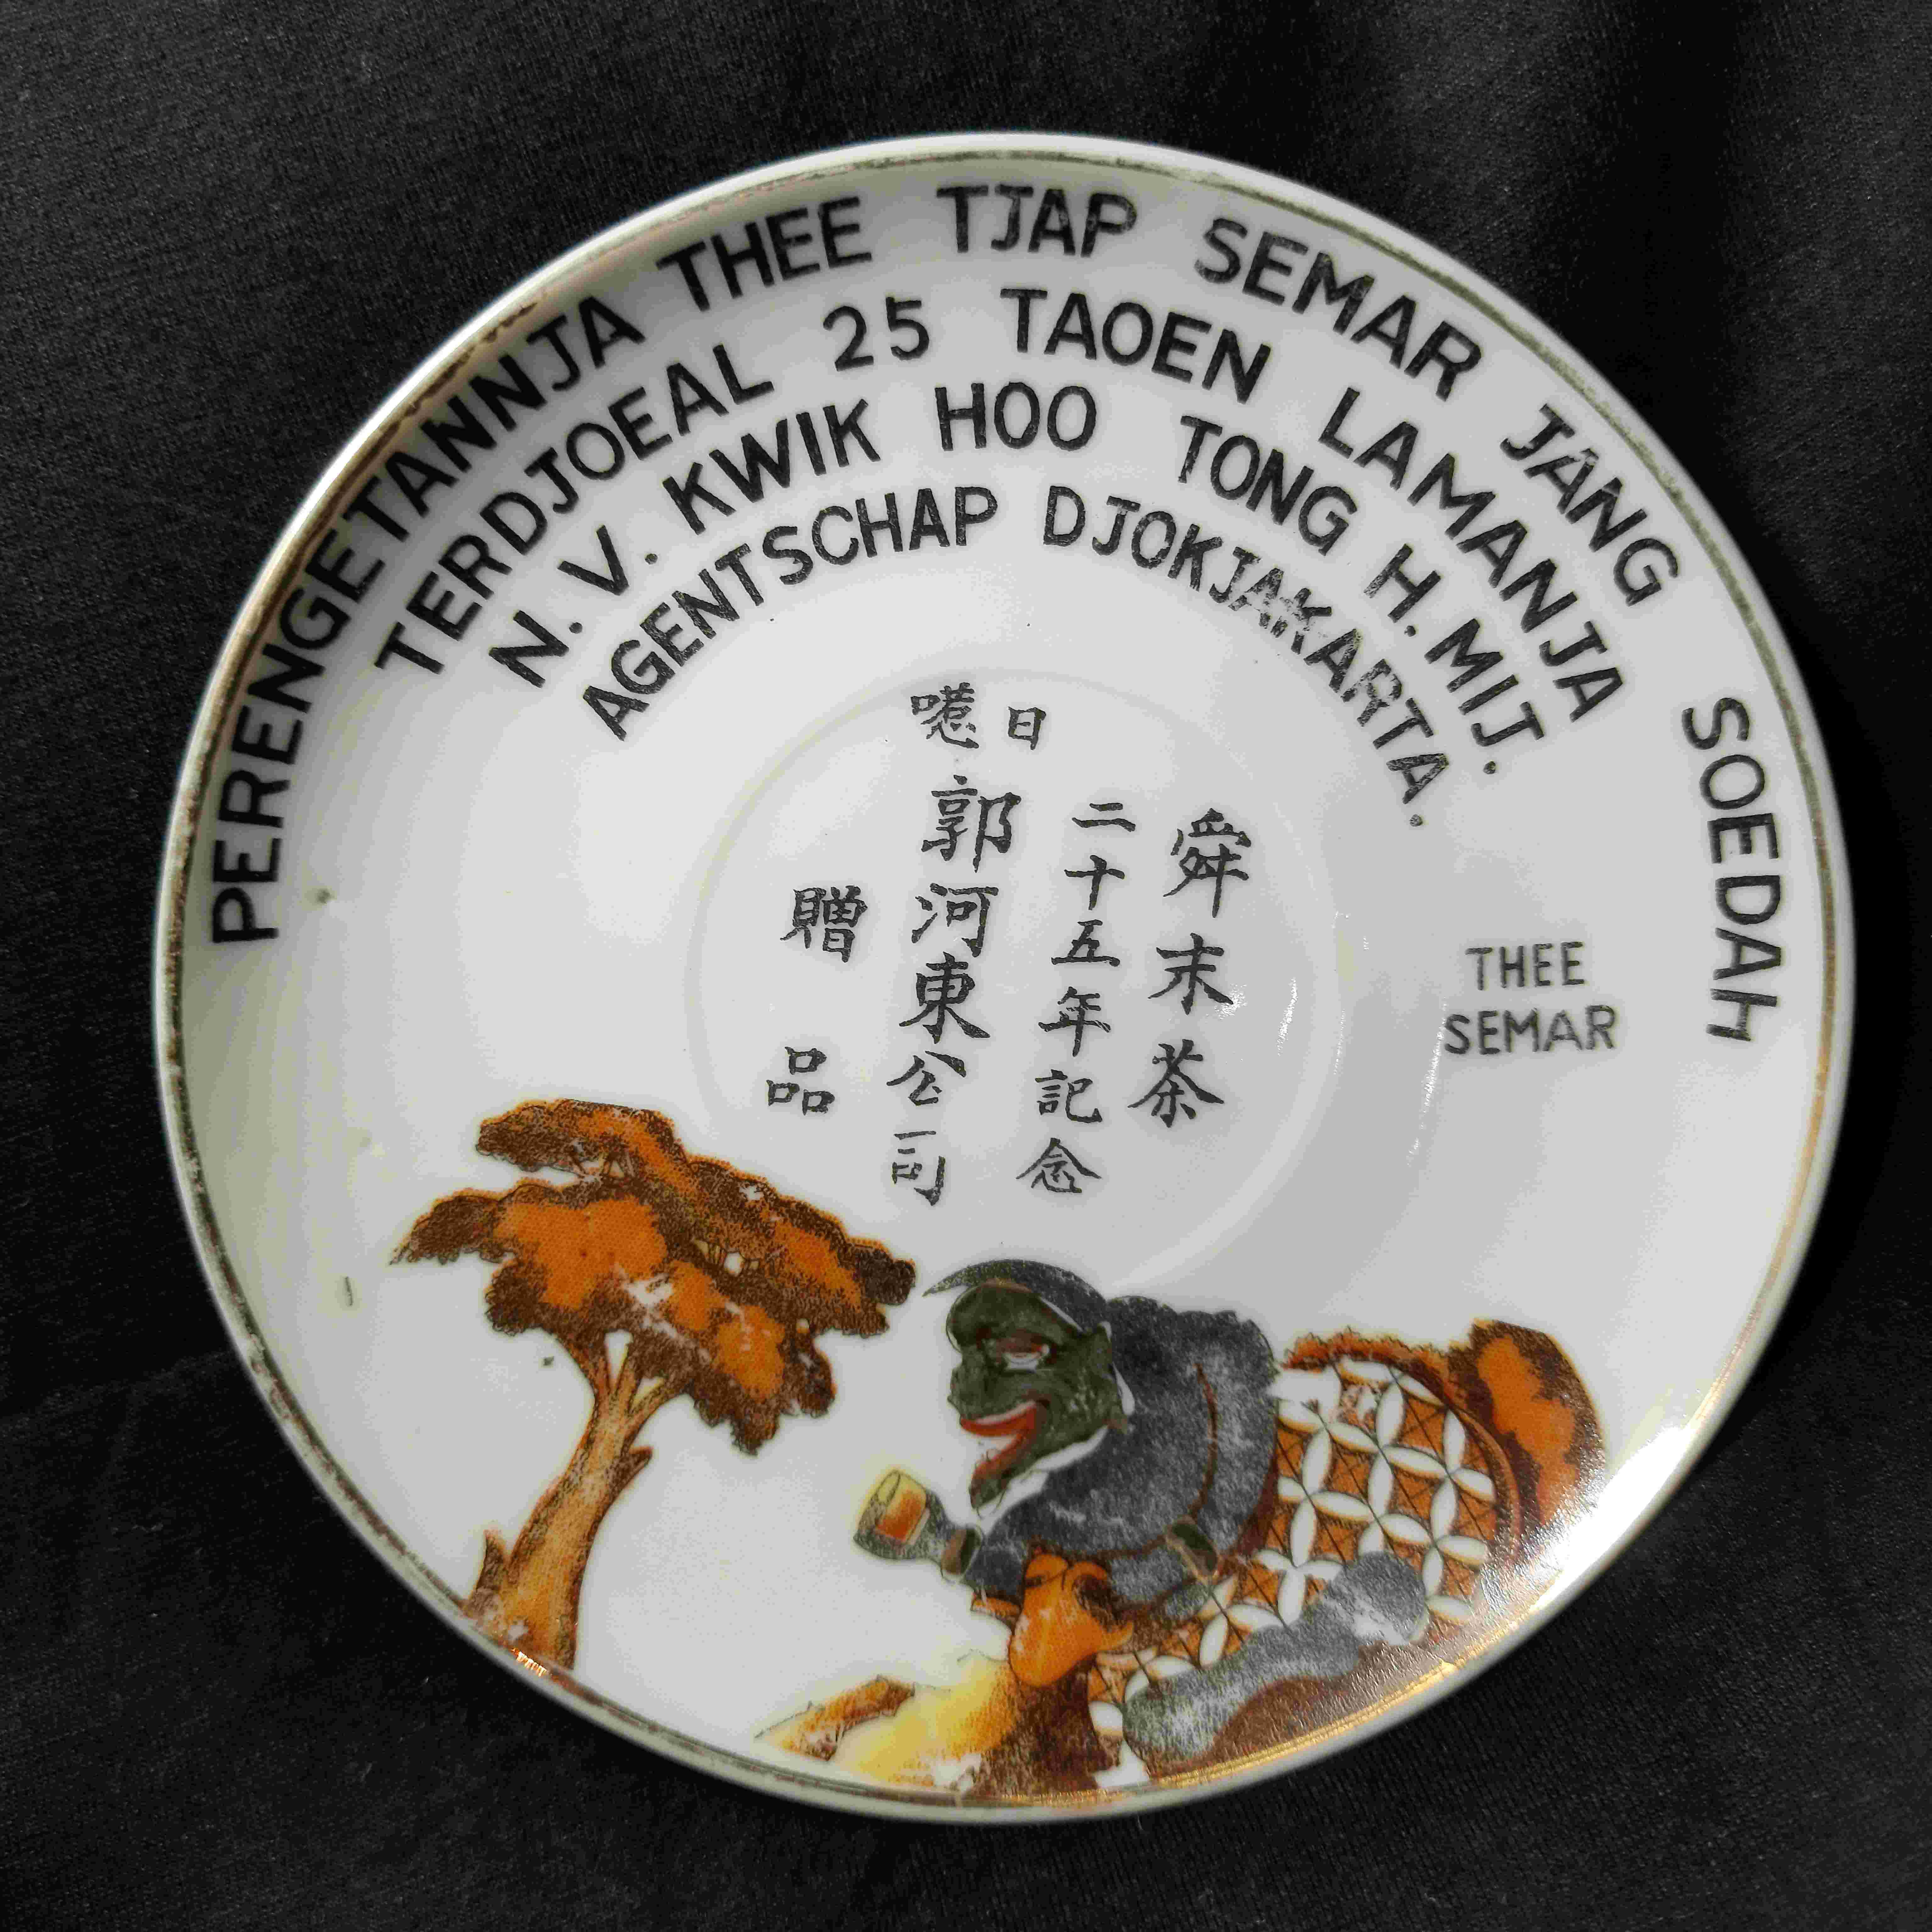 PERENGETANNJA THEE TJAP SEMAR JANG SOEDAH
TERDJOEAL 25 TAOEN LAMANJA
N.V. KWIK HOO TONG H.MIJ.
AGENTSCHAP DJOKJAKARTA.
舜末茶
二十五年記念
日嗯
郭河東公司
贈品
THEE
SEMAR